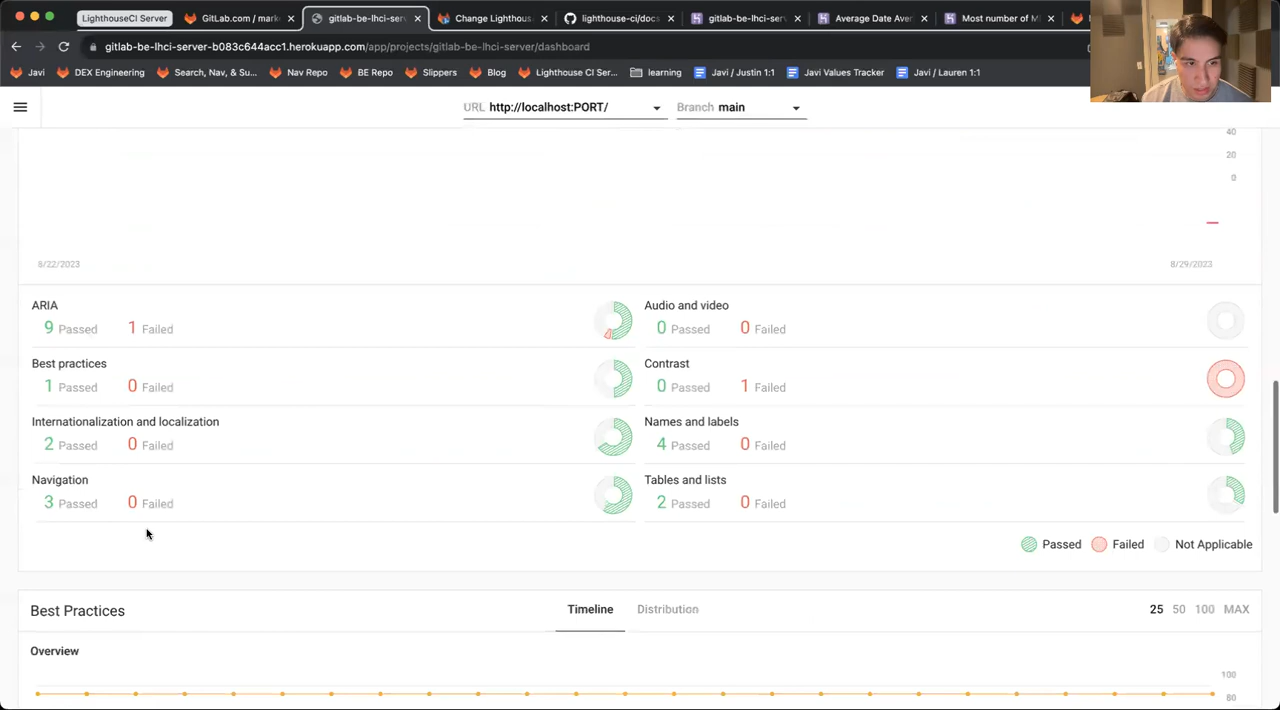 LighthouseCI Server
GitLab.com / mark
gitlab-be-lhci-serv
Change Lighthous
lighthouse-ci/docs
gitlab-be-lhci-serv
Average Date Aver
Most number of M
gitlab-be-lhci-server-b083c644acc1.herokuapp.com/app/projects/gitlab-be-lhci-server/dashboard
Javi
DEX Engineering
Search, Nav, & Su...
Nav Repo
BE Repo
Slippers
Blog
Lighthouse CI Ser...
learning
Javi / Justin 1:1
Javi Values Tracker
Javi / Lauren 1:1
URL http://localhost:PORT/
Branch main
40
20
0
8/22/2023
8/29/2023
ARIA
9 Passed 1 Failed
Audio and video
0 Passed 0 Failed
Best practices
1 Passed 0 Failed
Contrast
0 Passed 1 Failed
Internationalization and localization
2 Passed 0 Failed
Names and labels
4 Passed 0 Failed
Navigation
3 Passed 0 Failed
Tables and lists
2 Passed 0 Failed
Passed Failed Not Applicable
Best Practices
Timeline Distribution
25 50 100 MAX
Overview
100
80